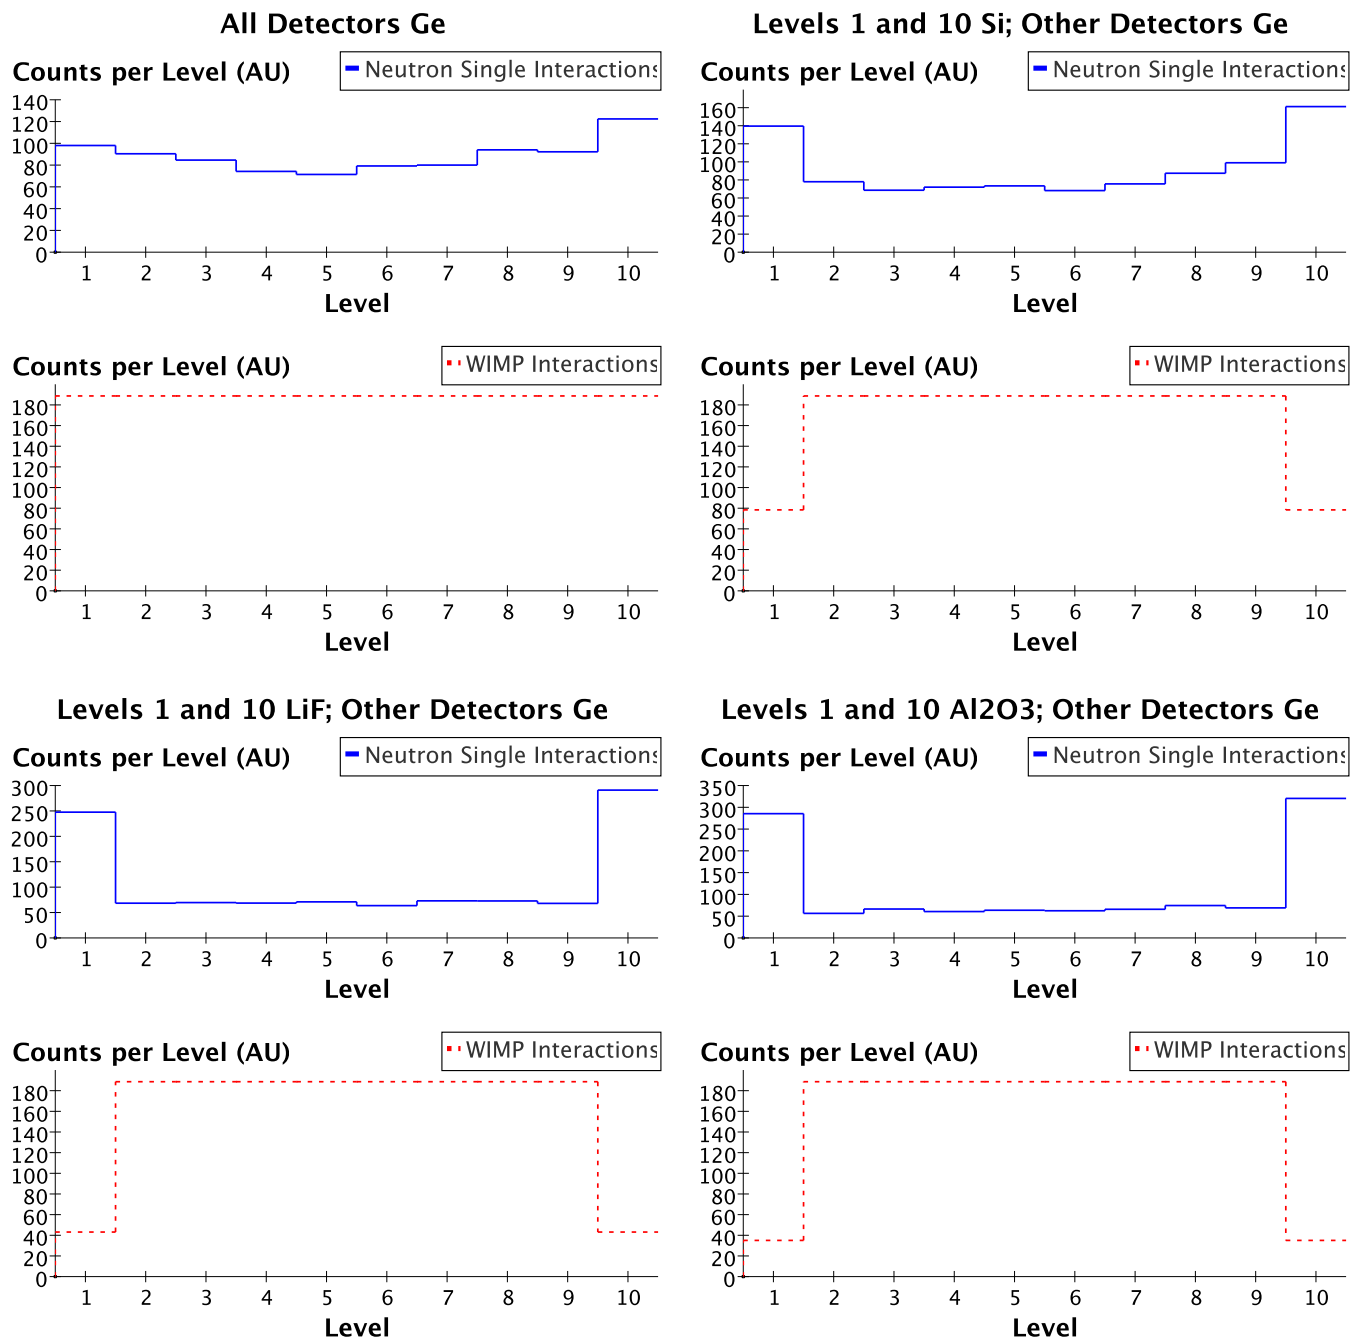 All Detectors Ge
Counts per Level (AU)
Neutron Single Interactions
140
120
100
80
60
40
20
0
1 2 3 4 5 6 7 8 9 10
Level
Counts per Level (AU)
WIMP Interactions
180
160
140
120
100
80
60
40
20
0
1 2 3 4 5 6 7 8 9 10
Level
Levels 1 and 10 Si; Other Detectors Ge
Counts per Level (AU)
Neutron Single Interactions
160
140
120
100
80
60
40
20
0
1 2 3 4 5 6 7 8 9 10
Level
Counts per Level (AU)
WIMP Interactions
180
160
140
120
100
80
60
40
20
0
1 2 3 4 5 6 7 8 9 10
Level
Levels 1 and 10 LiF; Other Detectors Ge
Counts per Level (AU)
Neutron Single Interactions
300
250
200
150
100
50
0
1 2 3 4 5 6 7 8 9 10
Level
Counts per Level (AU)
WIMP Interactions
180
160
140
120
100
80
60
40
20
0
1 2 3 4 5 6 7 8 9 10
Level
Levels 1 and 10 Al2O3; Other Detectors Ge
Counts per Level (AU)
Neutron Single Interactions
350
300
250
200
150
100
50
0
1 2 3 4 5 6 7 8 9 10
Level
Counts per Level (AU)
WIMP Interactions
180
160
140
120
100
80
60
40
20
0
1 2 3 4 5 6 7 8 9 10
Level